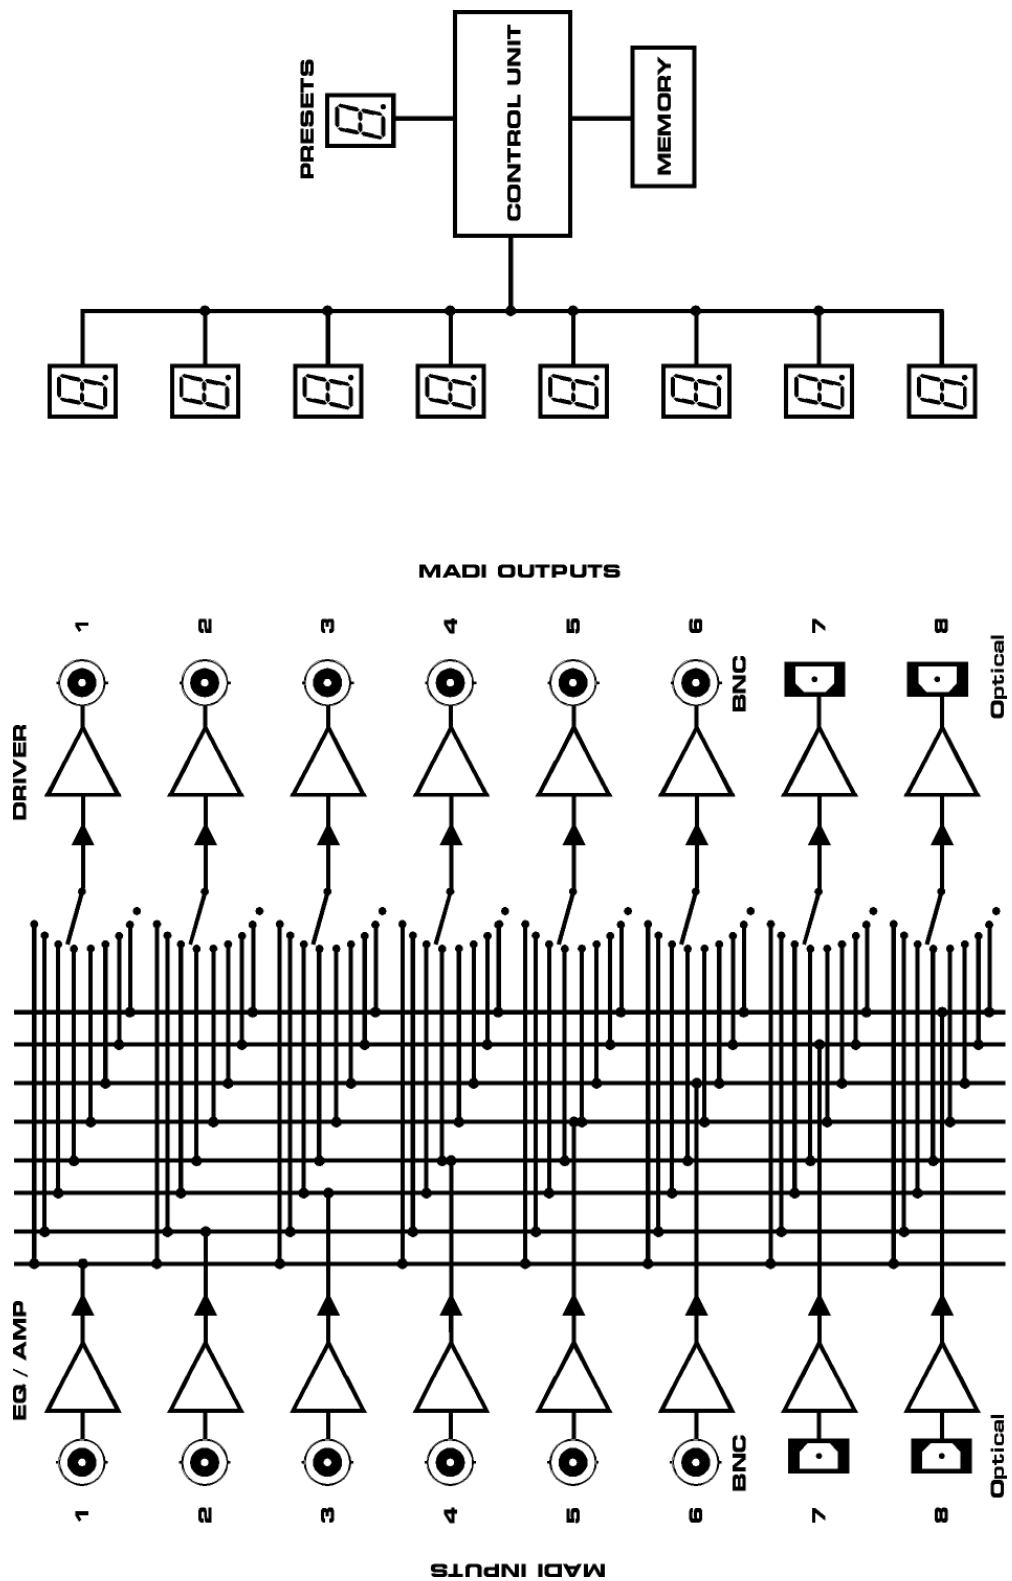 PRESETS
CONTROL UNIT
MEMORY
MADI OUTPUTS
1
2
3
4
5
6
7
8
BNC
Optical
DRIVER
EQ / AMP
BNC
Optical
1
2
3
4
5
6
7
8
MADI INPUTS